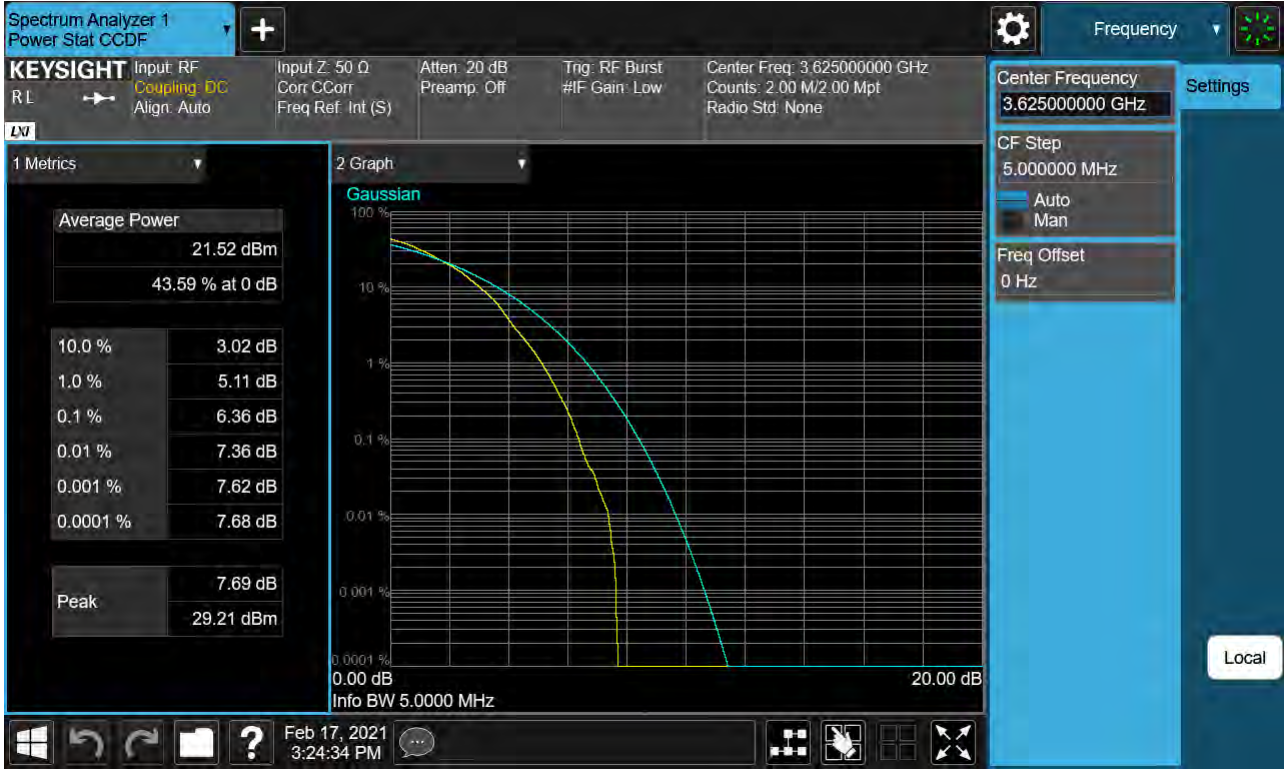 Spectrum Analyzer 1
Power Stat CCDF
+
Frequency
KEYSIGHT
R L
LXI
Input: RF
Coupling: DC
Align: Auto
Input Z: 50 Ω
Corr CCorr
Freq Ref: Int (S)
Atten: 20 dB
Preamp: Off
Trig: RF Burst
#IF Gain: Low
Center Freq: 3.625000000 GHz
Counts: 2.00 M/2.00 Mpt
Radio Std: None
Center Frequency
3.625000000 GHz
Settings
CF Step
5.000000 MHz
Auto
Man
Freq Offset
0 Hz
Local
1 Metrics
Average Power
21.52 dBm
43.59 % at 0 dB
10.0 % 3.02 dB
1.0 % 5.11 dB
0.1 % 6.36 dB
0.01 % 7.36 dB
0.001 % 7.62 dB
0.0001 % 7.68 dB
Peak
7.69 dB
29.21 dBm
2 Graph
Gaussian
100 %
10 %
1 %
0.1 %
0.01 %
0.001 %
0.0001 %
0.00 dB 20.00 dB
Info BW 5.0000 MHz
?
Feb 17, 2021
3:24:34 PM